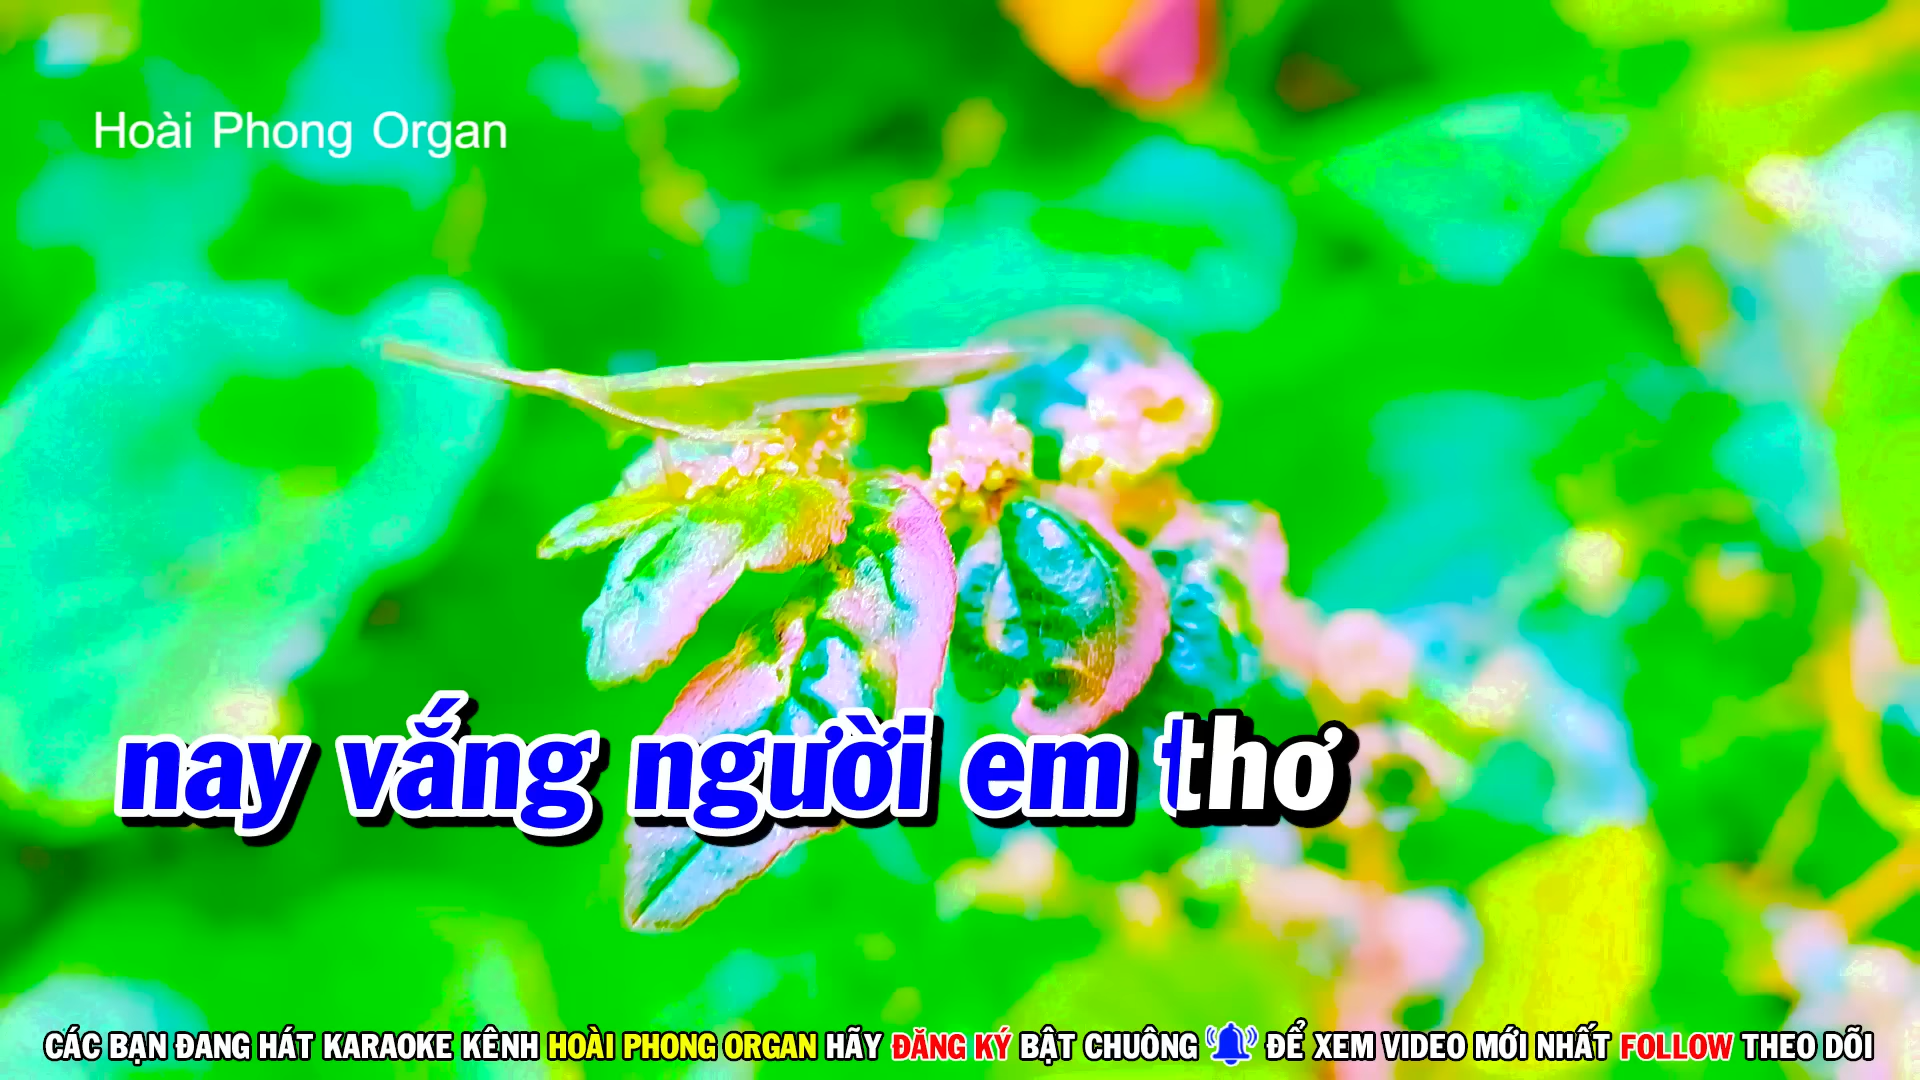 Hoài Phong Organ
nay vắng người em thơ
CÁC BẠN ĐANG HÁT KARAOKE KÊNH HOÀI PHONG ORGAN HÃY ĐĂNG KÝ BẬT CHUÔNG ĐỂ XEM VIDEO MỚI NHẤT FOLLOW THEO DÕI